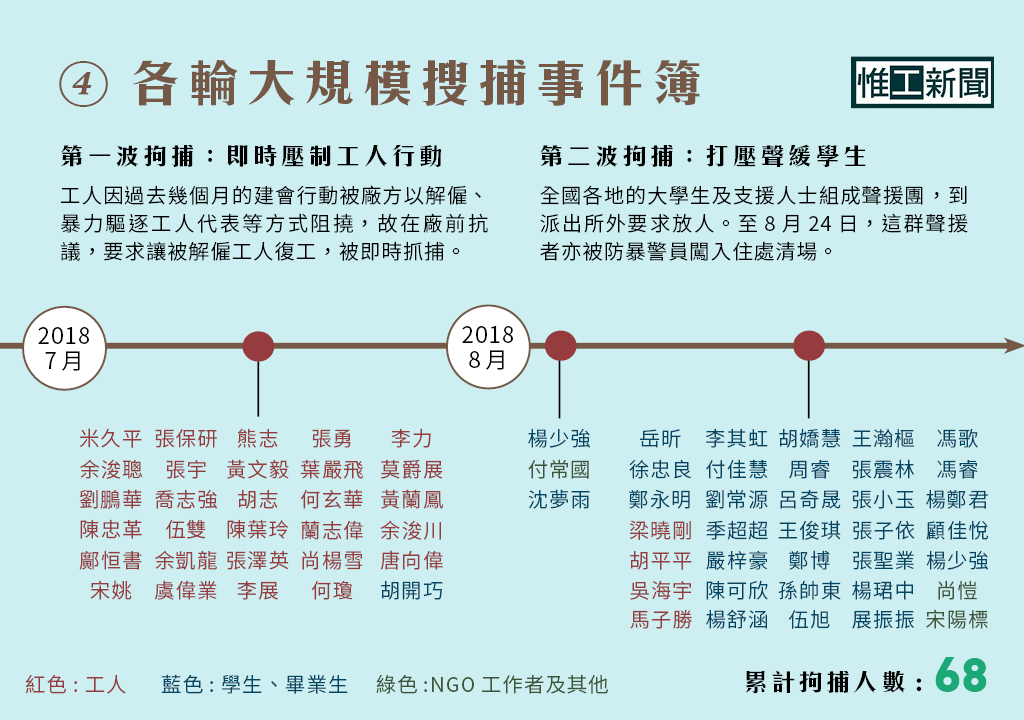 ④ 各輪大規模搜捕事件簿
惟工新聞
第一波拘捕：即時壓制工人行動
工人因過去幾個月的建會行動被廠方以解僱、
暴力驅逐工人代表等方式阻撓，故在廠前抗
議，要求讓被解僱工人復工，被即時抓捕。
第二波拘捕：打壓聲緩學生
全國各地的大學生及支援人士組成聲援團，到
派出所外要求放人。至 8 月 24 日，這群聲援
者亦被防暴警員闖入住處清場。
2018
7 月
2018
8 月
米久平 張保研 熊志 張勇 李力
余浚聰 張宇 黃文毅 葉嚴飛 莫爵展
劉鵬華 喬志強 胡志 何玄華 黃蘭鳳
陳忠革 伍雙 陳葉玲 蘭志偉 余浚川
鄺恒書 余凱龍 張澤英 尚楊雪 唐向偉
宋姚 虞偉業 李展 何瓊 胡開巧
楊少強
付常國
沈夢雨
岳昕 李其虹 胡嬌慧 王瀚樞 馮歌
徐忠良 付佳慧 周睿 張震林 馮睿
鄭永明 劉常源 呂奇晟 張小玉 楊鄭君
梁曉剛 季超超 王俊琪 張子依 顧佳悅
胡平平 嚴梓豪 鄭博 張聖業 楊少強
吳海宇 陳可欣 孫帥東 楊珺中 尚愷
馬子勝 楊舒涵 伍旭 展振振 宋陽標
紅色 : 工人 藍色 : 學生、畢業生 綠色 :NGO 工作者及其他
累計拘捕人數：68